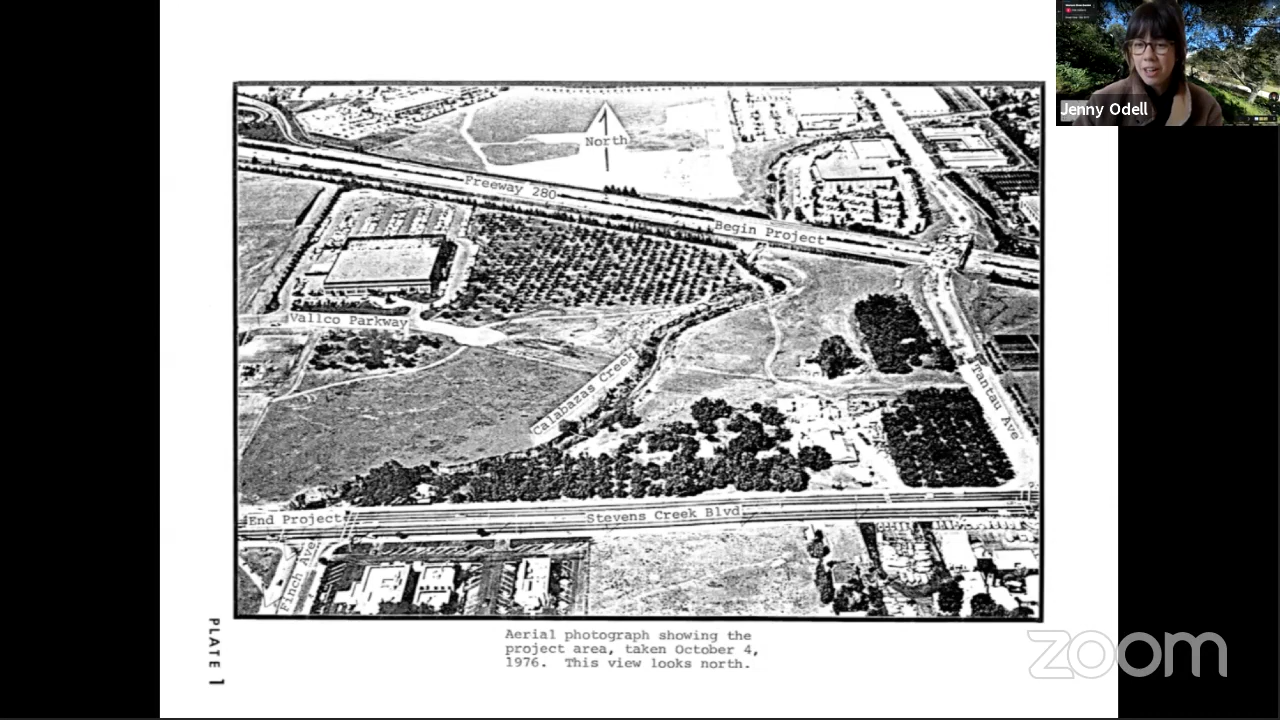 Jenny Odell
North
Freeway 280
Begin Project
Vallco Parkway
Calabazas Creek
Tantau Ave
End Project
Stevens Creek Blvd
Finch Ave
PLATE 1
Aerial photograph showing the
project area, taken October 4,
1976. This view looks north.
zoom